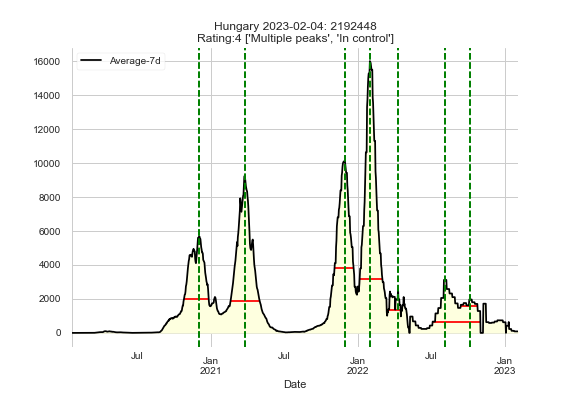 Hungary 2023-02-04: 2192448
Rating:4 ['Multiple peaks', 'In control']
Average-7d
16000
14000
12000
10000
8000
6000
4000
2000
0
Jul Jan Jul Jan Jul Jan
2021 2022 2023
Date